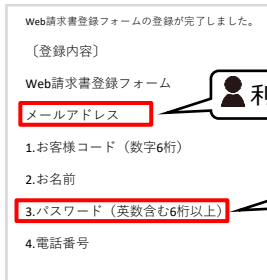 Web請求書登録フォームの登録が完了しました。
〔登録内容〕
Web請求書登録フォーム
利
メールアドレス
1.お客様コード（数字6桁）
2.お名前
3.パスワード（英数含む6桁以上）
4.電話番号